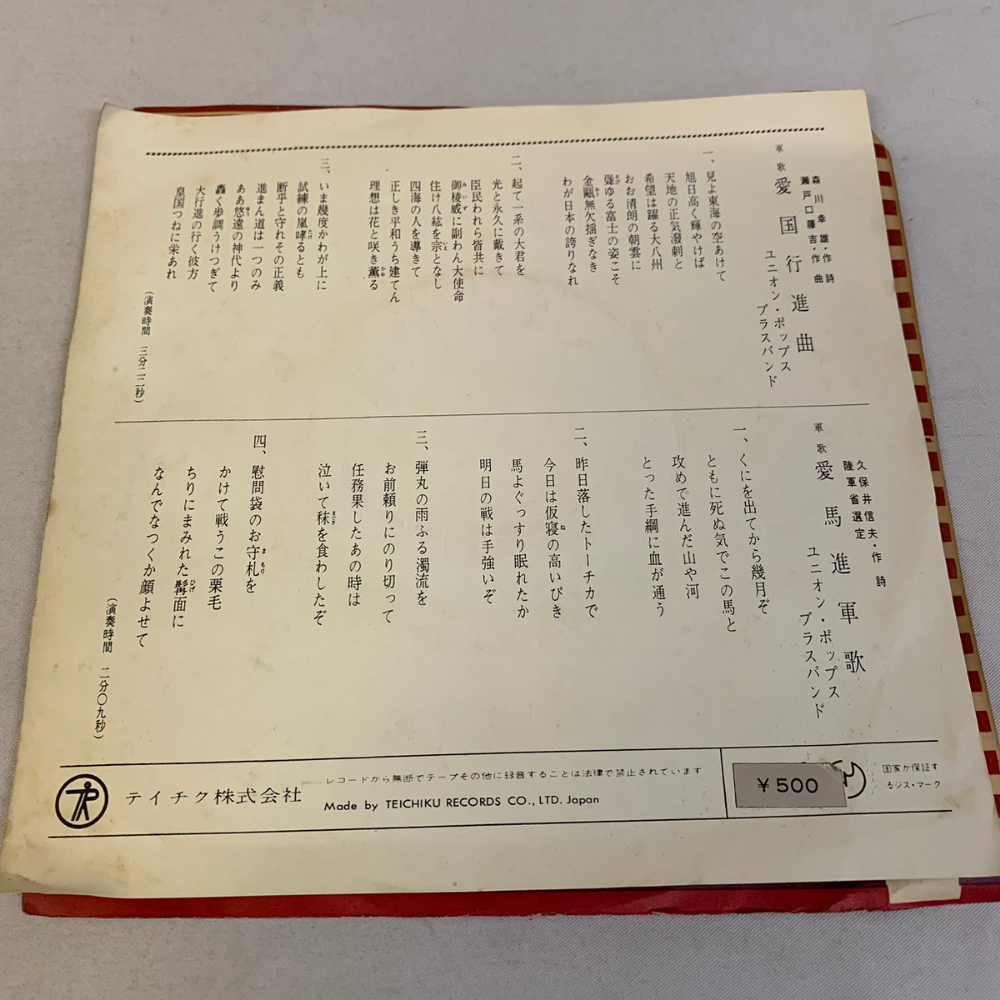 軍歌 愛国行進曲
森川幸雄・作詩
瀬戸口藤吉・作曲
ユニオン・ポップス
ブラスバンド
一、見よ東海の空あけて
旭日高く輝やけば
天地の正気溌剌と
希望は躍る大八州
おお清朗の朝雲に
聳ゆる富士の姿こそ
金甌無欠揺ぎなき
わが日本の誇りなれ
二、起て一系の大君を
光と永久に戴きて
臣民われら皆共に
御稜威に副わん大使命
往け八紘を宗となし
四海の人を導きて
正しき平和うち建てん
理想は花と咲き薫る
三、いま幾度かわが上に
試練の嵐哮るとも
断乎と守れその正義
進まん道は一つのみ
ああ悠遠の神代より
轟く歩調うけつぎて
大行進の行く彼方
皇国つねに栄あれ
(演奏時間 三分二二秒)
軍歌 愛馬進軍歌
久保井信夫・作詩
陸軍省選定
ユニオン・ポップス
ブラスバンド
一、くにを出てから幾月ぞ
ともに死ぬ気でこの馬と
攻めて進んだ山や河
とった手綱に血が通う
二、昨日落したトーチカで
今日は仮寝の高いびき
馬よぐっすり眠れたか
明日の戦は手強いぞ
三、弾丸の雨ふる濁流を
お前頼りにのり切って
任務果したあの時は
泣いて秣を食わしたぞ
四、慰問袋のお守札を
かけて戦うこの栗毛
ちりにまみれた髯面に
なんでなつくか顔よせて
(演奏時間 二分〇九秒)
テイチク株式会社
レコードから無断でテープその他に録音することは法律で禁止されています
Made by TEICHIKU RECORDS CO., LTD. Japan
¥500
国家が保証す
るジス・マーク